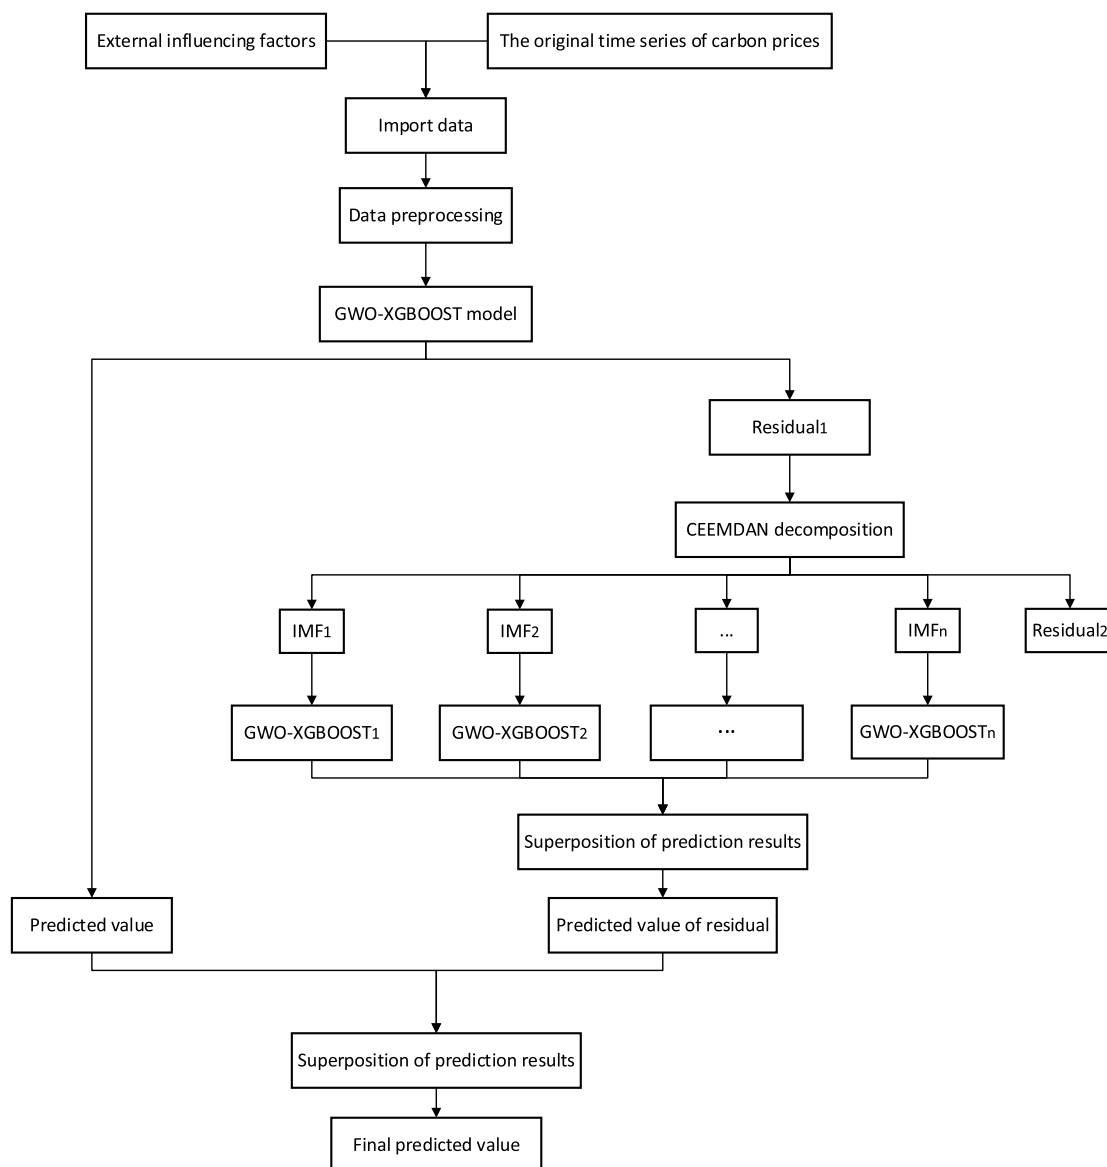 External influencing factors
The original time series of carbon prices
Import data
Data preprocessing
GWO-XGBOOST model
Residual1
CEEMDAN decomposition
IMF1
IMF2
...
IMFn
Residual2
GWO-XGBOOST1
GWO-XGBOOST2
...
GWO-XGBOOSTn
Superposition of prediction results
Predicted value
Predicted value of residual
Superposition of prediction results
Final predicted value